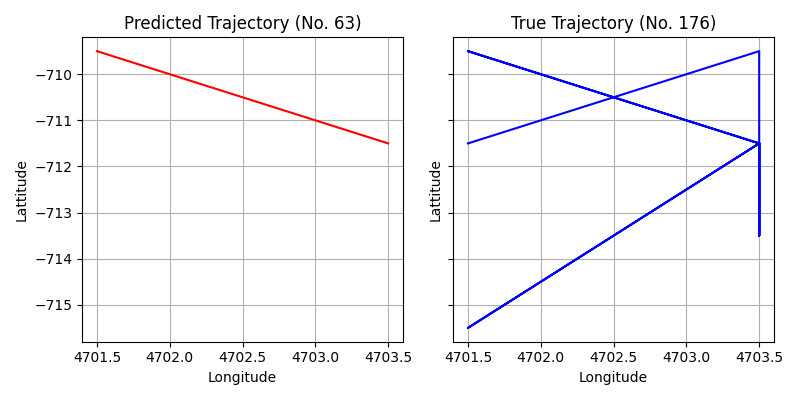 Predicted Trajectory (No. 63)
True Trajectory (No. 176)
−710
−711
−712
−713
−714
−715
Lattitude
Lattitude
4701.5 4702.0 4702.5 4703.0 4703.5
4701.5 4702.0 4702.5 4703.0 4703.5
Longitude
Longitude